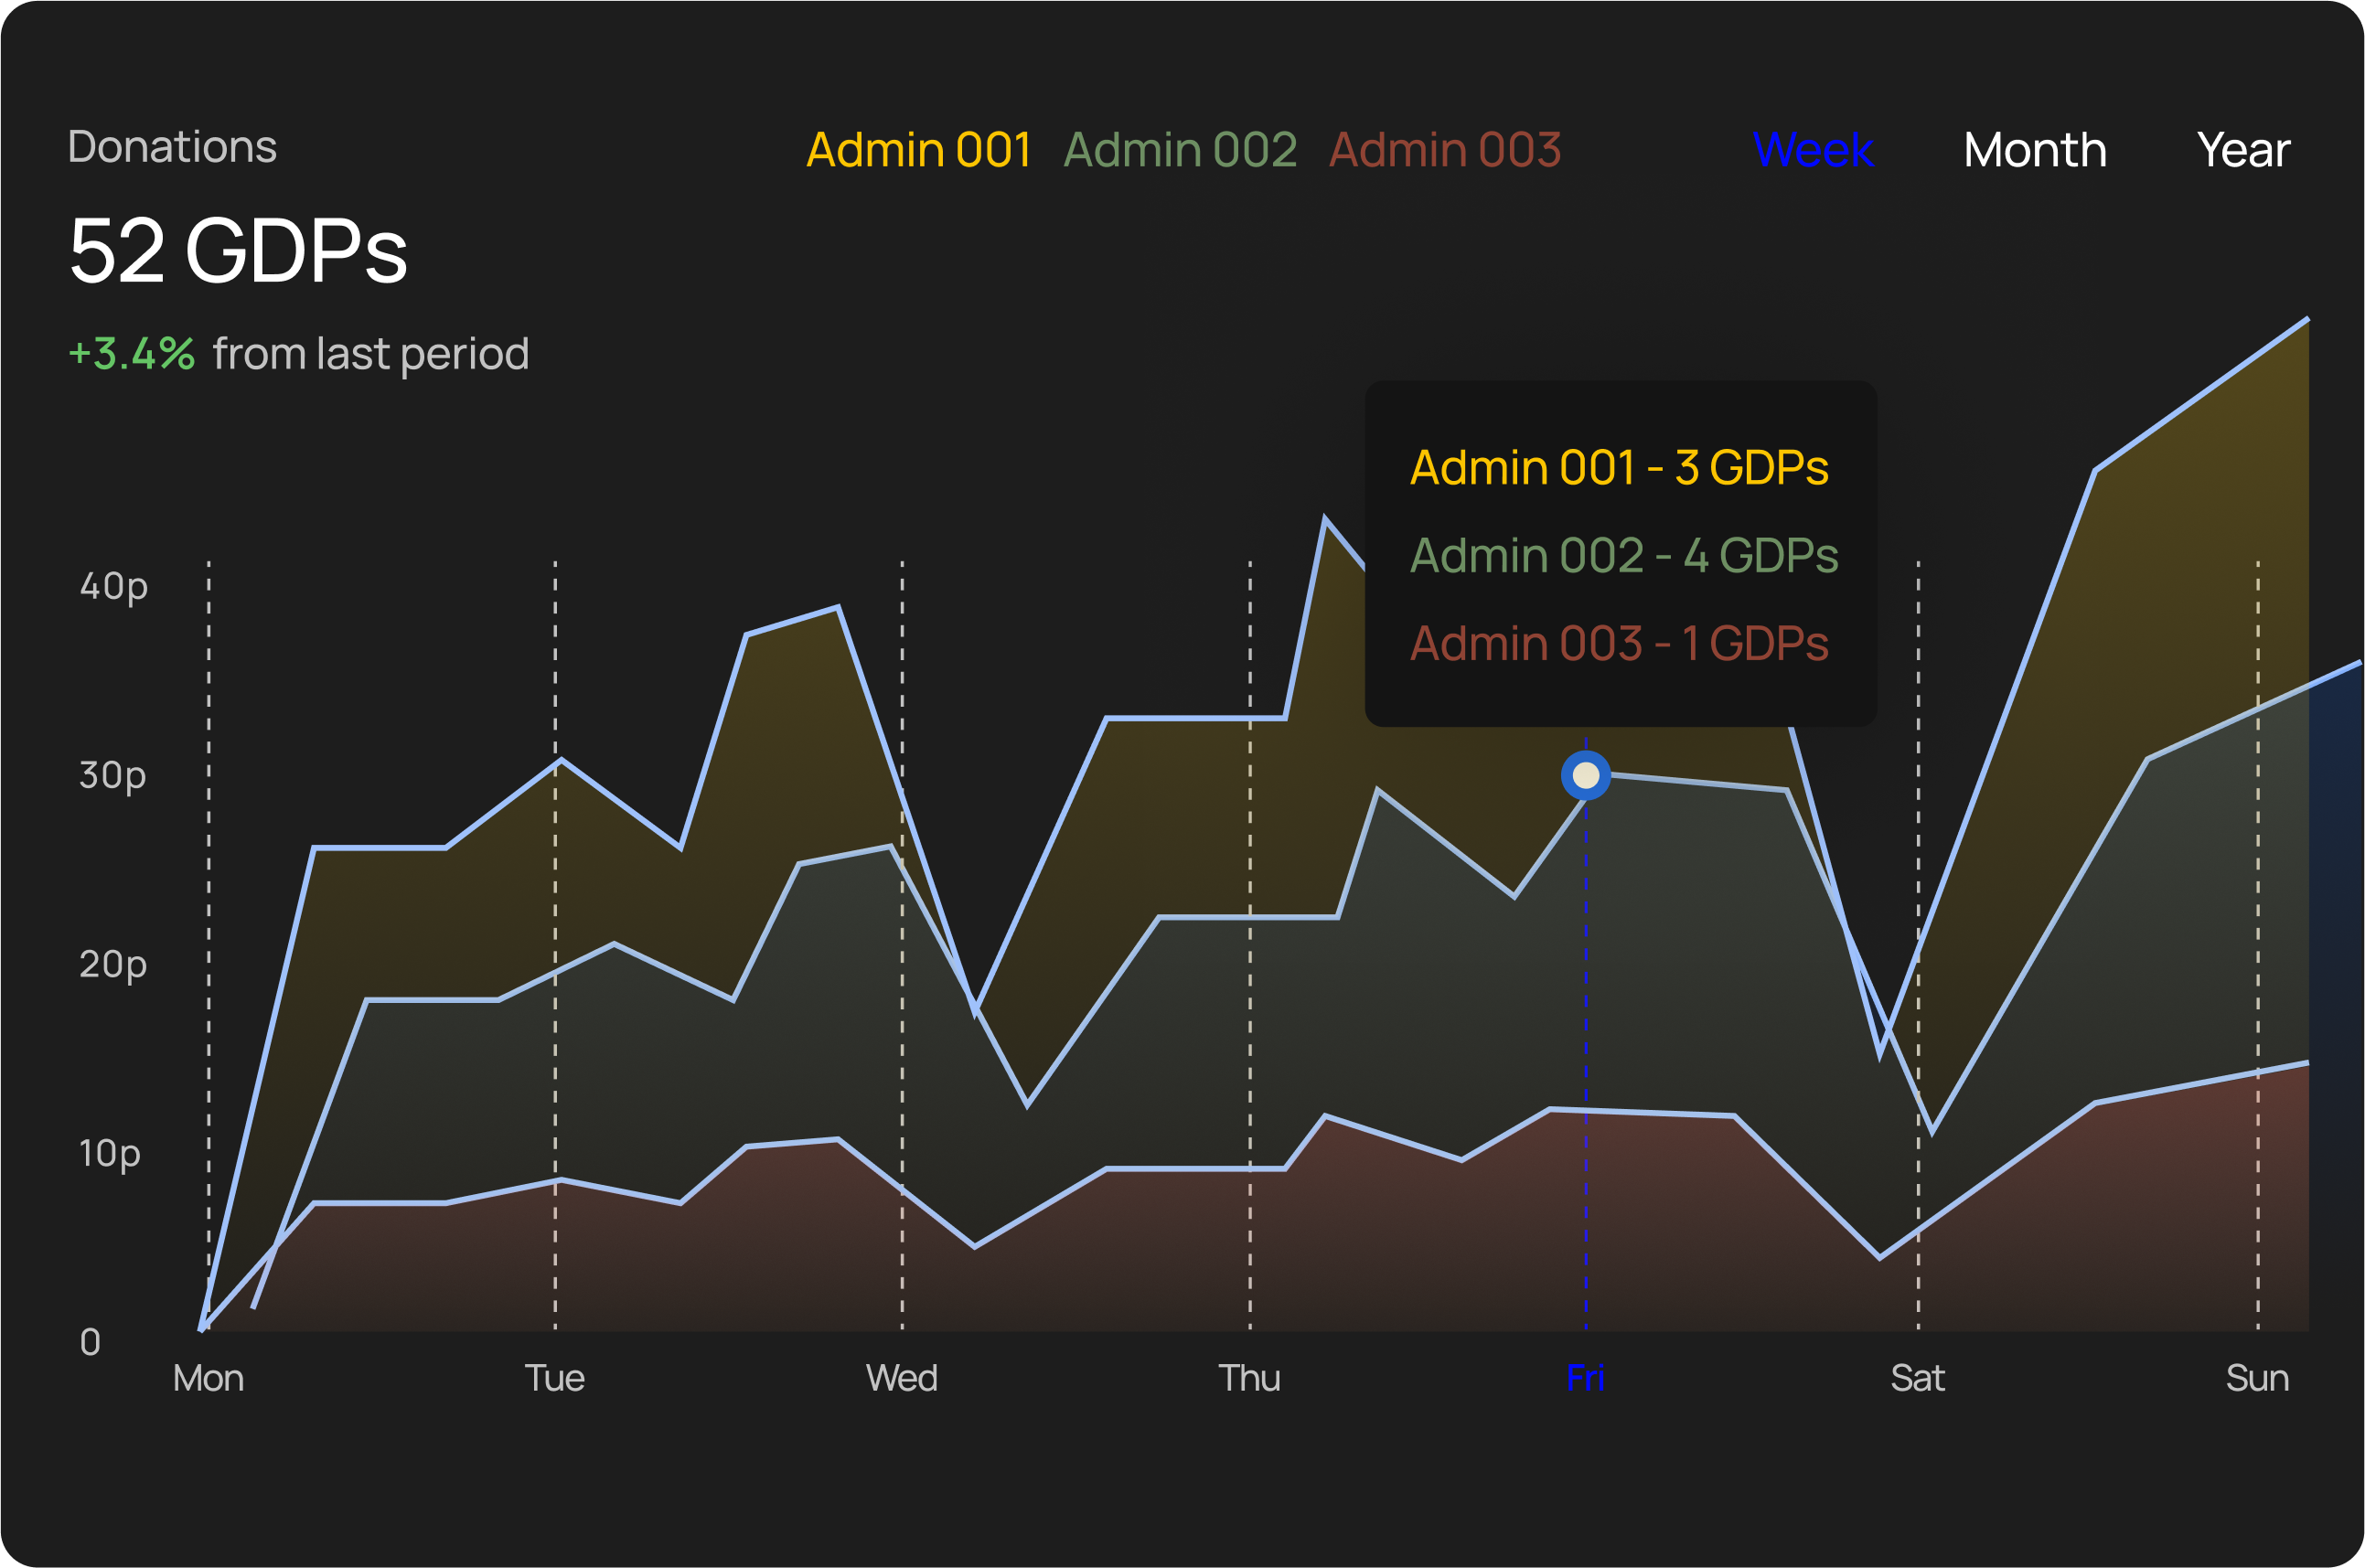 Donations
Admin 001 Admin 002 Admin 003 Week Month Year
52 GDPs
+3.4% from last period
Admin 001 - 3 GDPs
Admin 002 - 4 GDPs
Admin 003 - 1 GDPs
40p
30p
20p
10p
0
Mon Tue Wed Thu Fri Sat Sun